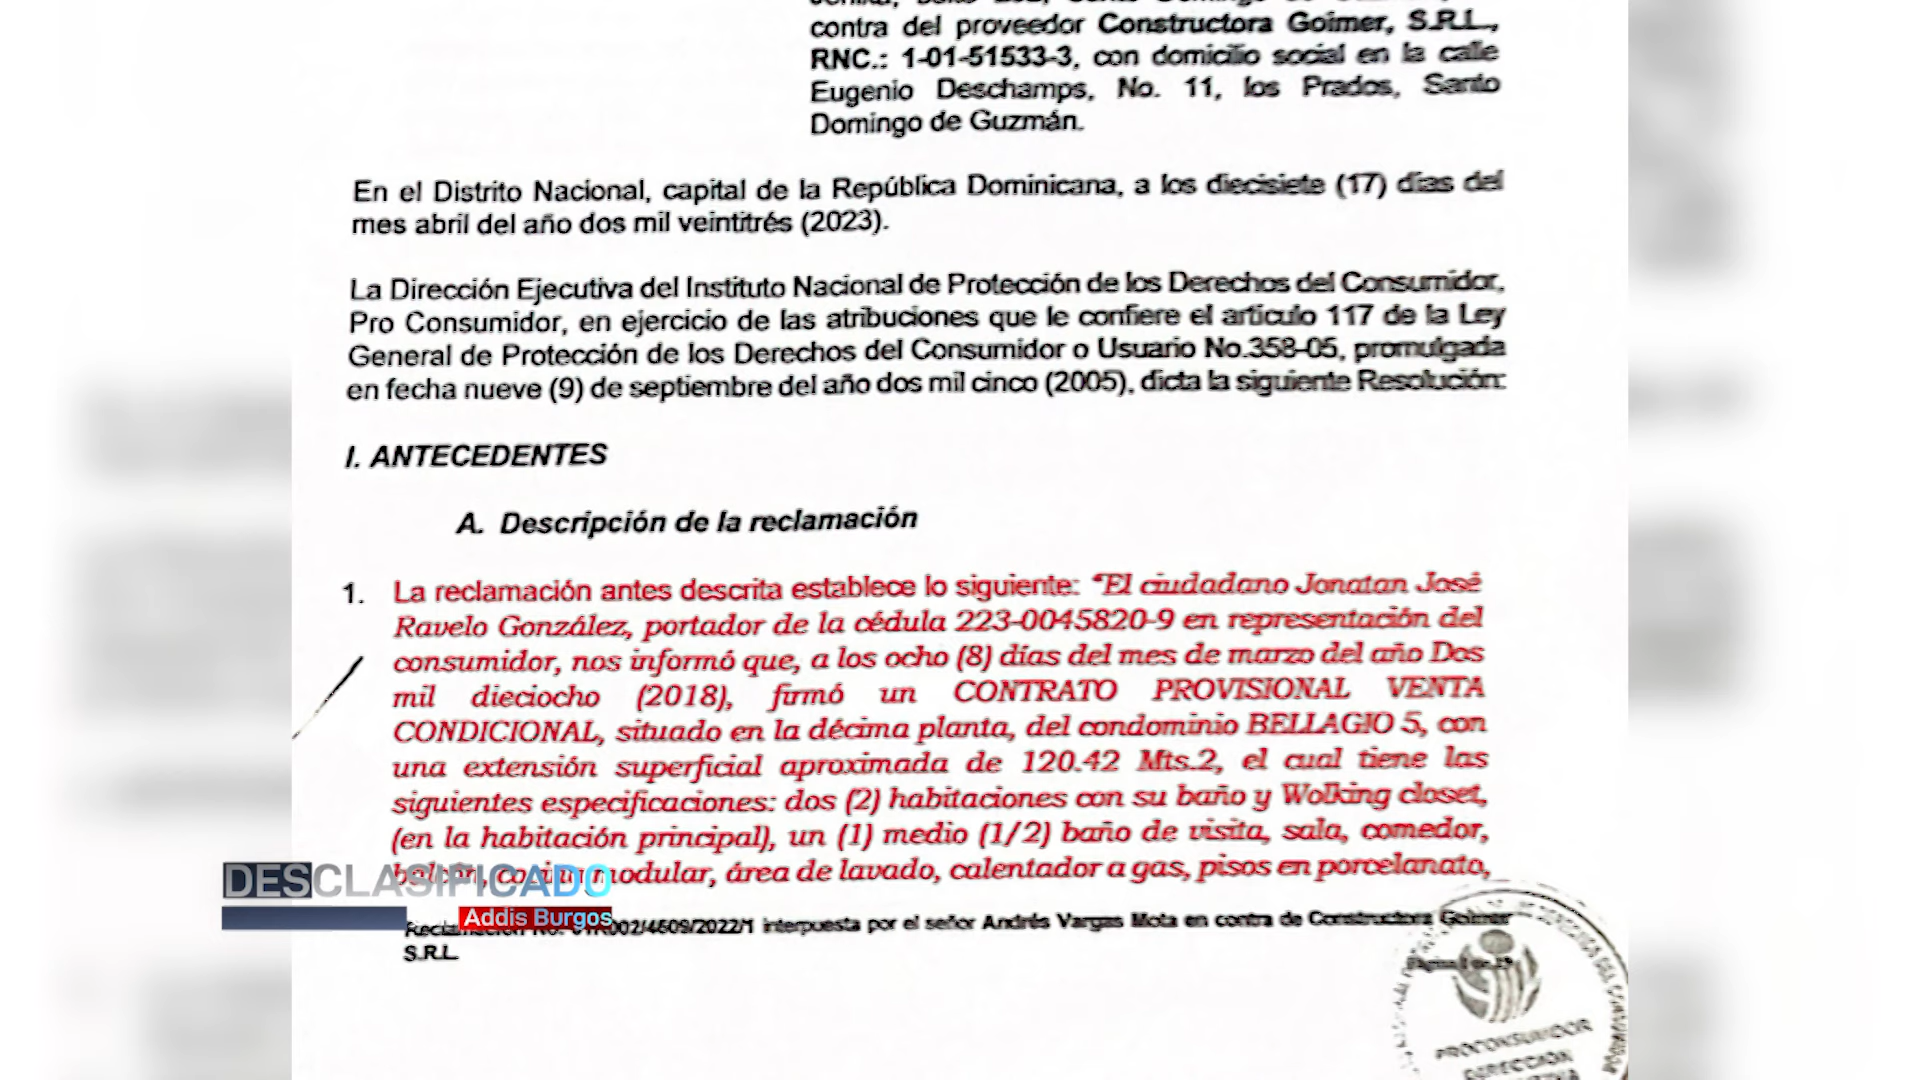 contra del proveedor Constructora Goimer, S.R.L.,
RNC.: 1-01-51533-3, con domicilio social en la calle
Eugenio Deschamps, No. 11, los Prados, Santo
Domingo de Guzmán.
En el Distrito Nacional, capital de la República Dominicana, a los diecisiete (17) días del
mes abril del año dos mil veintitrés (2023).
La Dirección Ejecutiva del Instituto Nacional de Protección de los Derechos del Consumidor,
Pro Consumidor, en ejercicio de las atribuciones que le confiere el artículo 117 de la Ley
General de Protección de los Derechos del Consumidor o Usuario No.358-05, promulgada
en fecha nueve (9) de septiembre del año dos mil cinco (2005), dicta la siguiente Resolución:
I. ANTECEDENTES
A. Descripción de la reclamación
1. La reclamación antes descrita establece lo siguiente: “El ciudadano Jonatan José
Ravelo González, portador de la cédula 223-0045820-9 en representación del
consumidor, nos informó que, a los ocho (8) días del mes de marzo del año Dos
mil dieciocho (2018), firmó un CONTRATO PROVISIONAL VENTA
CONDICIONAL, situado en la décima planta, del condominio BELLAGIO 5, con
una extensión superficial aproximada de 120.42 Mts.2, el cual tiene las
siguientes especificaciones: dos (2) habitaciones con su baño y Wolking closet,
(en la habitación principal), un (1) medio (1/2) baño de visita, sala, comedor,
balcón, cocina modular, área de lavado, calentador a gas, pisos en porcelanato,
DESCLASIFICADO
Addis Burgos
002/4609/2022/1 interpuesta por el señor Andrés Vargas Mota en contra de Constructora Goimer
S.R.L.
PROCONSUMIDOR
DIRECCIÓN